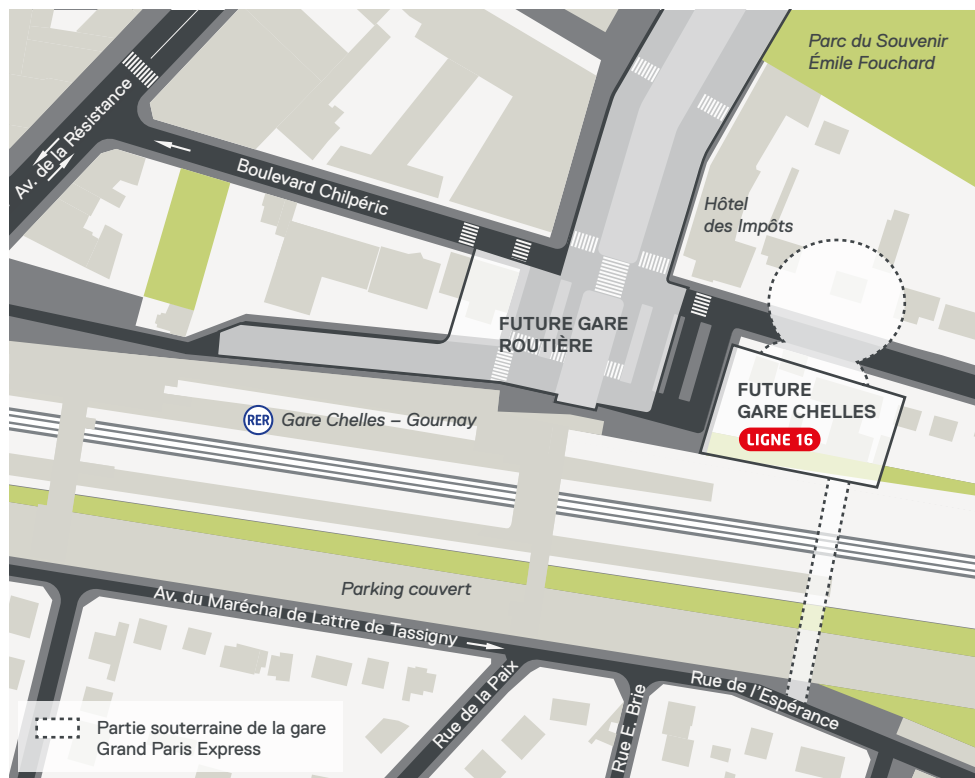 Parc du Souvenir
Émile Fouchard
Av. de la Résistance
Boulevard Chilpéric
Hôtel
des Impôts
FUTURE GARE
ROUTIÈRE
FUTURE
GARE CHELLES
LIGNE 16
RER
Gare Chelles – Gournay
Parking couvert
Av. du Maréchal de Lattre de Tassigny
Rue de la Paix
Rue E. Brie
Rue de l’Espérance
Partie souterraine de la gare
Grand Paris Express